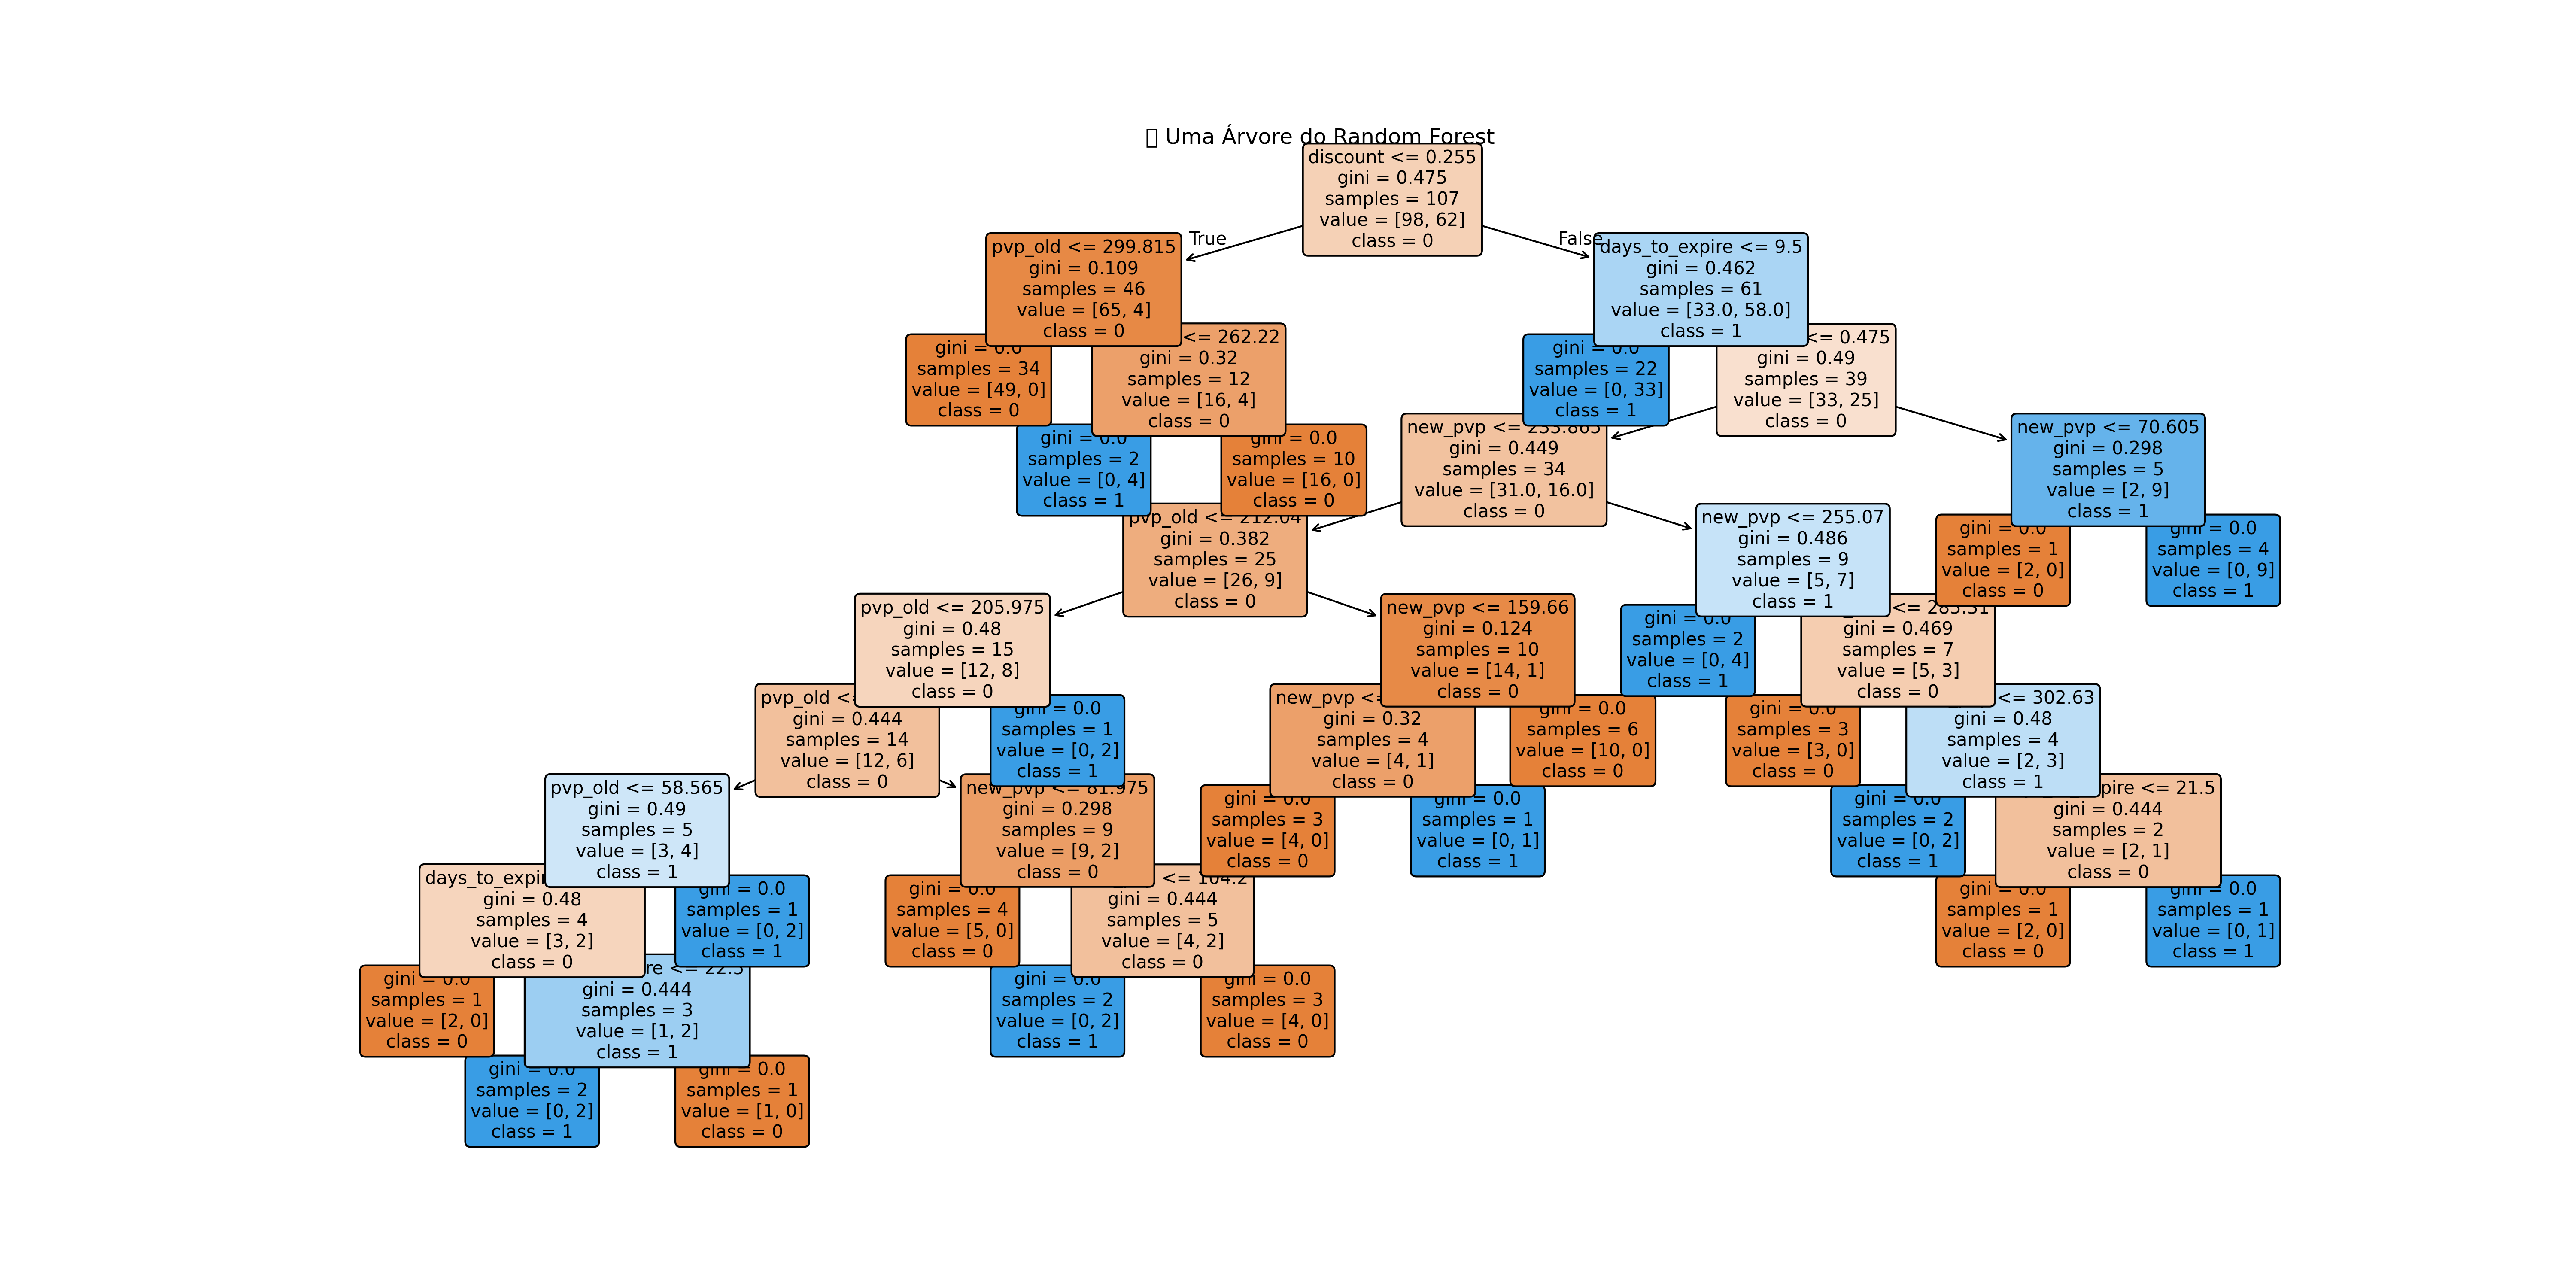 Uma Árvore do Random Forest
discount <= 0.255
gini = 0.475
samples = 107
value = [98, 62]
class = 0
True
False
pvp_old <= 299.815
gini = 0.109
samples = 46
value = [65, 4]
class = 0
days_to_expire <= 9.5
gini = 0.462
samples = 61
value = [33.0, 58.0]
class = 1
gini = 0.0
samples = 34
value = [49, 0]
class = 0
<= 262.22
gini = 0.32
samples = 12
value = [16, 4]
class = 0
gini = 0.0
samples = 22
value = [0, 33]
class = 1
<= 0.475
gini = 0.49
samples = 39
value = [33, 25]
class = 0
gini = 0.0
samples = 2
value = [0, 4]
class = 1
gini = 0.0
samples = 10
value = [16, 0]
class = 0
new_pvp <= 233.865
gini = 0.449
samples = 34
value = [31.0, 16.0]
class = 0
new_pvp <= 70.605
gini = 0.298
samples = 5
value = [2, 9]
class = 1
pvp_old <= 212.04
gini = 0.382
samples = 25
value = [26, 9]
class = 0
new_pvp <= 255.07
gini = 0.486
samples = 9
value = [5, 7]
class = 1
gini = 0.0
samples = 1
value = [2, 0]
class = 0
gini = 0.0
samples = 4
value = [0, 9]
class = 1
pvp_old <= 205.975
gini = 0.48
samples = 15
value = [12, 8]
class = 0
new_pvp <= 159.66
gini = 0.124
samples = 10
value = [14, 1]
class = 0
gini = 0.0
samples = 2
value = [0, 4]
class = 1
<= 285.31
gini = 0.469
samples = 7
value = [5, 3]
class = 0
pvp_old <=
gini = 0.444
samples = 14
value = [12, 6]
class = 0
gini = 0.0
samples = 1
value = [0, 2]
class = 1
new_pvp <=
gini = 0.32
samples = 4
value = [4, 1]
class = 0
gini = 0.0
samples = 6
value = [10, 0]
class = 0
gini = 0.0
samples = 3
value = [3, 0]
class = 0
<= 302.63
gini = 0.48
samples = 4
value = [2, 3]
class = 1
pvp_old <= 58.565
gini = 0.49
samples = 5
value = [3, 4]
class = 1
new_pvp <= 81.975
gini = 0.298
samples = 9
value = [9, 2]
class = 0
gini = 0.0
samples = 3
value = [4, 0]
class = 0
gini = 0.0
samples = 1
value = [0, 1]
class = 1
gini = 0.0
samples = 2
value = [0, 2]
class = 1
<= 21.5
gini = 0.444
samples = 2
value = [2, 1]
class = 0
gini = 0.48
samples = 4
value = [3, 2]
class = 0
gini = 0.0
samples = 1
value = [0, 2]
class = 1
gini = 0.0
samples = 4
value = [5, 0]
class = 0
<= 104.2
gini = 0.444
samples = 5
value = [4, 2]
class = 0
gini = 0.0
samples = 1
value = [2, 0]
class = 0
gini = 0.0
samples = 1
value = [0, 1]
class = 1
gini = 0.0
samples = 1
value = [2, 0]
class = 0
<= 22.5
gini = 0.444
samples = 3
value = [1, 2]
class = 1
gini = 0.0
samples = 2
value = [0, 2]
class = 1
gini = 0.0
samples = 3
value = [4, 0]
class = 0
gini = 0.0
samples = 2
value = [0, 2]
class = 1
gini = 0.0
samples = 1
value = [1, 0]
class = 0